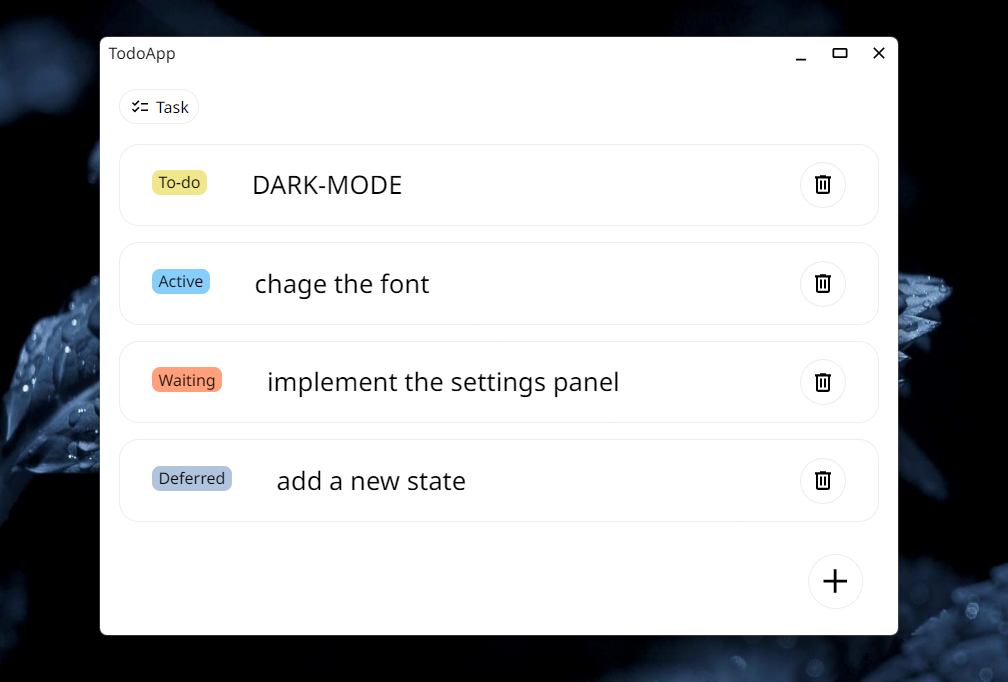 TodoApp
Task
To-do DARK-MODE
Active chage the font
Waiting implement the settings panel
Deferred add a new state